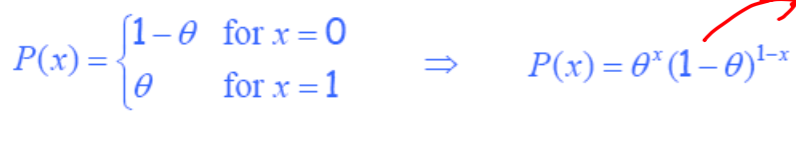 P(x) = { 1 − θ for x = 0
θ for x = 1
⇒ P(x) = θ^x (1 − θ)^{1−x}